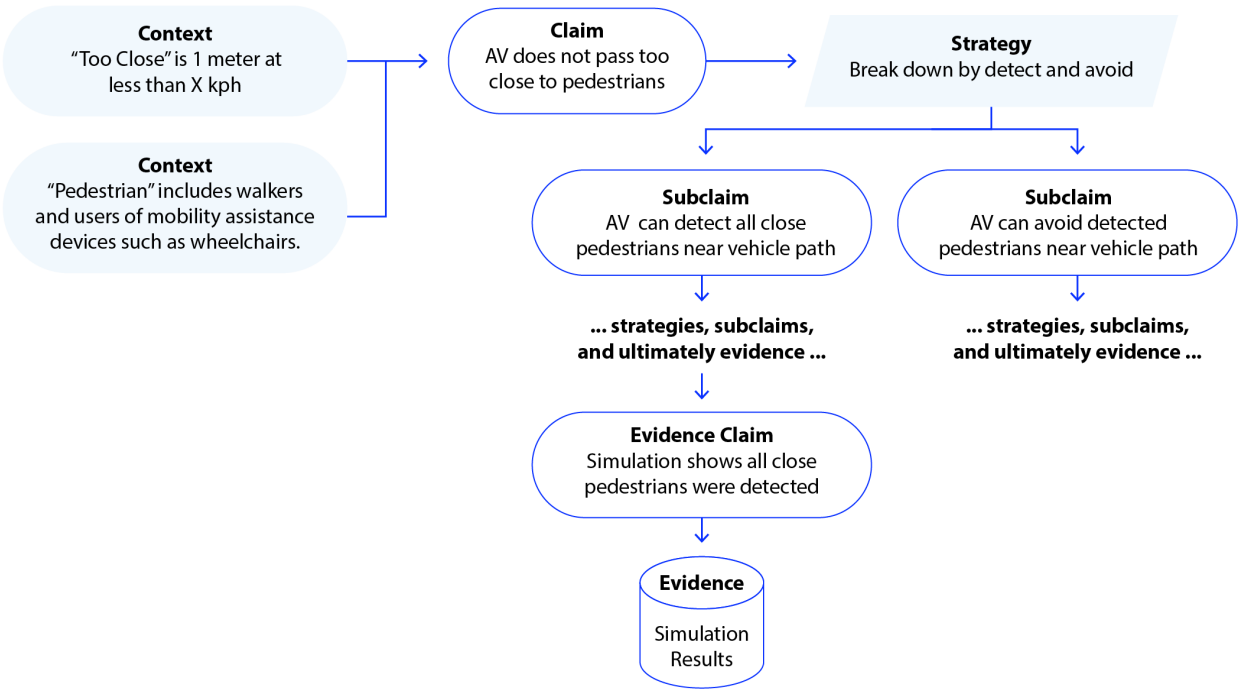 Context
“Too Close” is 1 meter at
less than X kph
Claim
AV does not pass too
close to pedestrians
Strategy
Break down by detect and avoid
Context
“Pedestrian” includes walkers
and users of mobility assistance
devices such as wheelchairs.
Subclaim
AV can detect all close
pedestrians near vehicle path
Subclaim
AV can avoid detected
pedestrians near vehicle path
... strategies, subclaims,
and ultimately evidence ...
... strategies, subclaims,
and ultimately evidence ...
Evidence Claim
Simulation shows all close
pedestrians were detected
Evidence
Simulation
Results